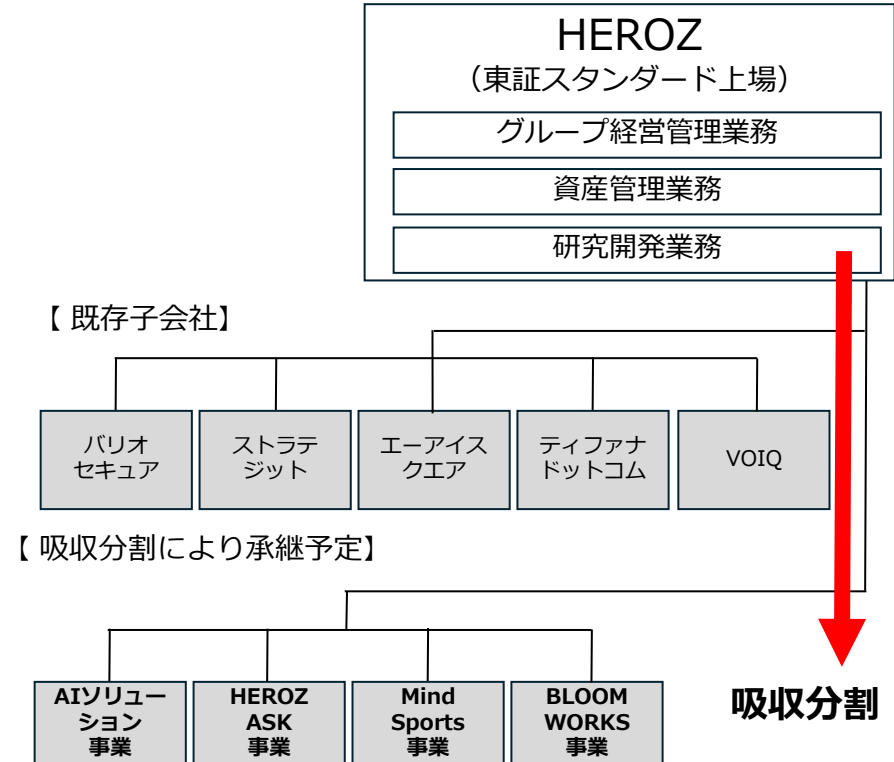 HEROZ
（東証スタンダード上場）
グループ経営管理業務
資産管理業務
研究開発業務
【 既存子会社】
バリオ
セキュア
ストラテ
ジット
エーアイス
クエア
ティファナ
ドットコム
VOIQ
【 吸収分割により承継予定】
AIソリュー
ション
事業
HEROZ
ASK
事業
Mind
Sports
事業
BLOOM
WORKS
事業
吸収分割